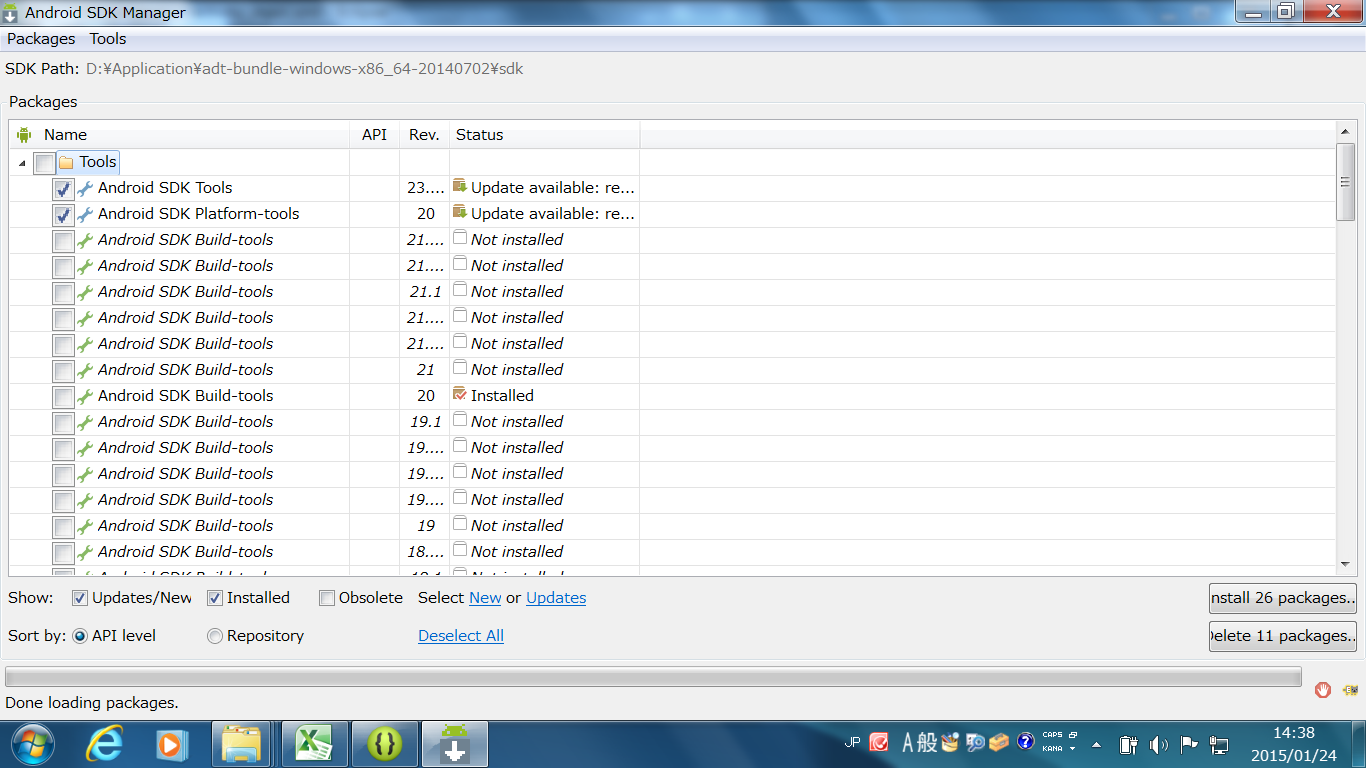 Android SDK Manager
Packages Tools
SDK Path: D:¥Application¥adt-bundle-windows-x86_64-20140702¥sdk
Packages
Name API Rev. Status
Tools
Android SDK Tools 23.... Update available: re...
Android SDK Platform-tools 20 Update available: re...
Android SDK Build-tools 21.... Not installed
Android SDK Build-tools 21.... Not installed
Android SDK Build-tools 21.1 Not installed
Android SDK Build-tools 21.... Not installed
Android SDK Build-tools 21.... Not installed
Android SDK Build-tools 21 Not installed
Android SDK Build-tools 20 Installed
Android SDK Build-tools 19.1 Not installed
Android SDK Build-tools 19.... Not installed
Android SDK Build-tools 19.... Not installed
Android SDK Build-tools 19.... Not installed
Android SDK Build-tools 19 Not installed
Android SDK Build-tools 18.... Not installed
Show: Updates/New Installed Obsolete Select New or Updates
nstall 26 packages..
Sort by: API level Repository Deselect All
elete 11 packages..
Done loading packages.
JP A 般 CAPS KANA 14:38
2015/01/24